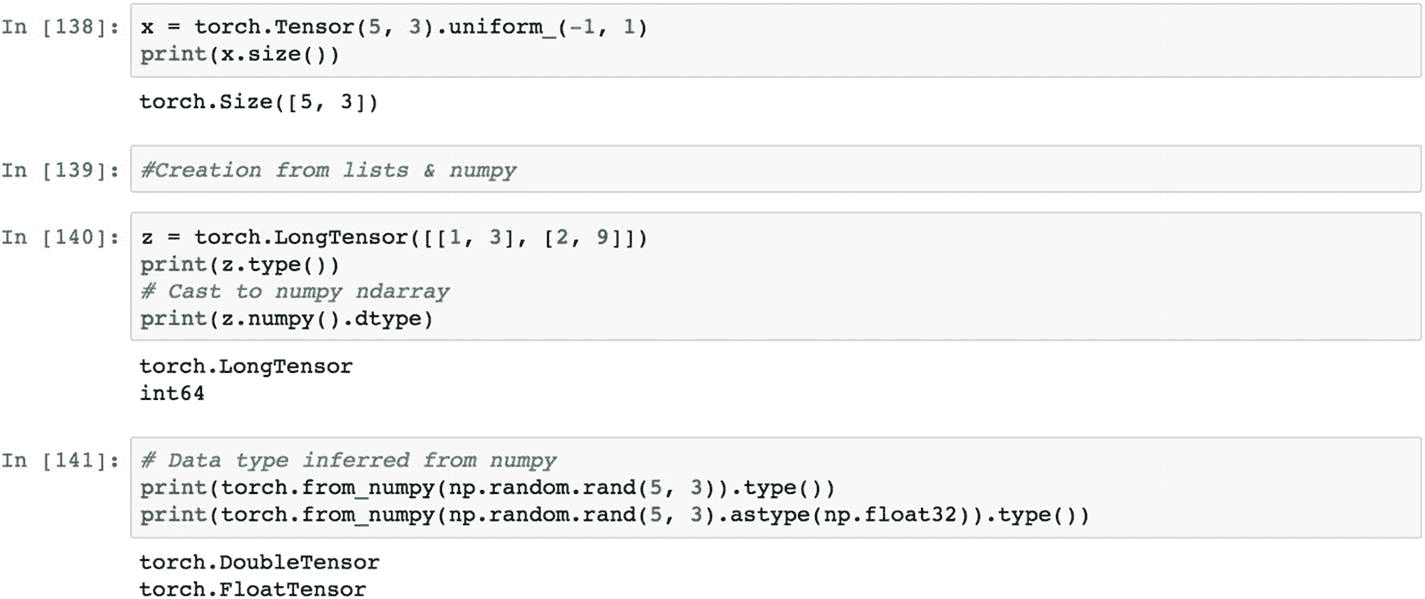 In [138]: x = torch.Tensor(5, 3).uniform_(-1, 1)
print(x.size())
torch.Size([5, 3])
In [139]: #Creation from lists & numpy
In [140]: z = torch.LongTensor([[1, 3], [2, 9]])
print(z.type())
# Cast to numpy ndarray
print(z.numpy().dtype)
torch.LongTensor
int64
In [141]: # Data type inferred from numpy
print(torch.from_numpy(np.random.rand(5, 3)).type())
print(torch.from_numpy(np.random.rand(5, 3).astype(np.float32)).type())
torch.DoubleTensor
torch.FloatTensor